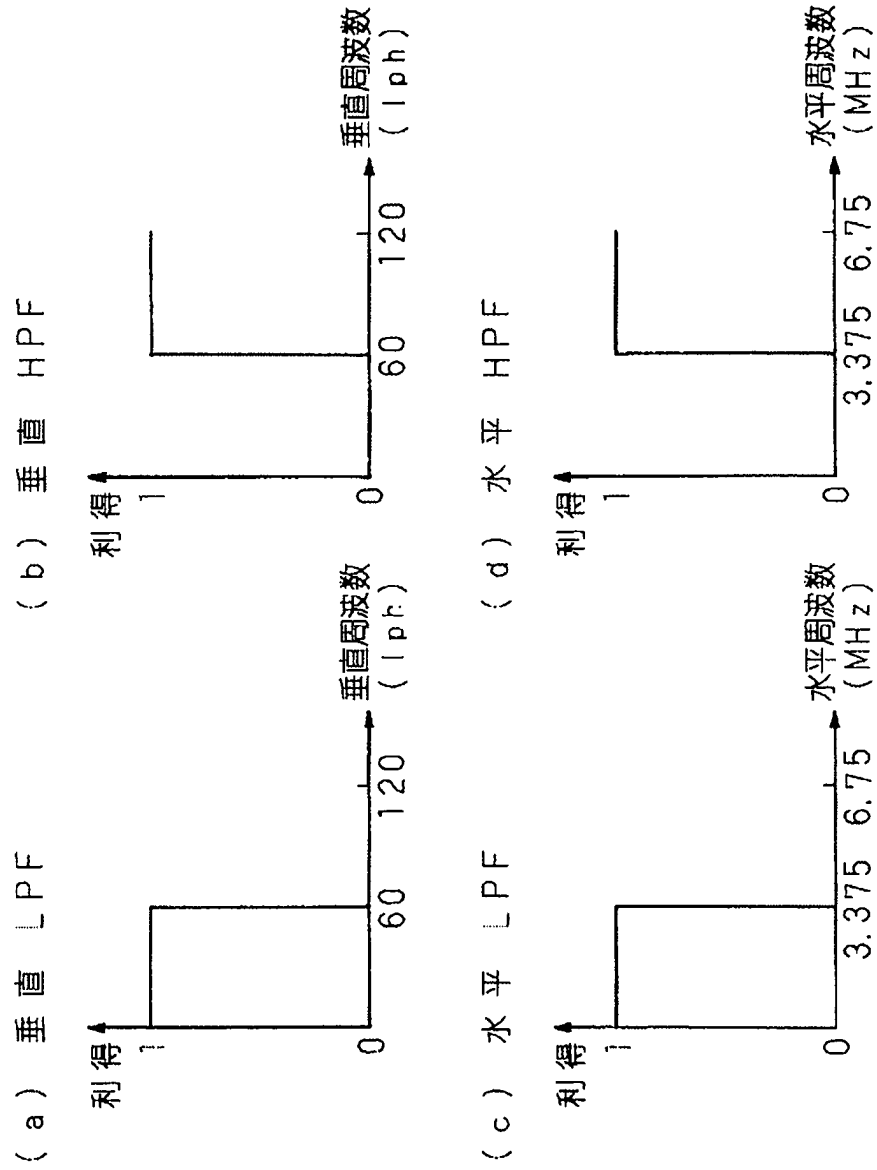 (a) 垂直 LPF
利得
1
0
60
120
垂直周波数
(lph)
(b) 垂直 HPF
利得
1
0
60
120
垂直周波数
(lph)
(c) 水平 LPF
利得
1
0
3.375
6.75
水平周波数
(MHz)
(d) 水平 HPF
利得
1
0
3.375
6.75
水平周波数
(MHz)